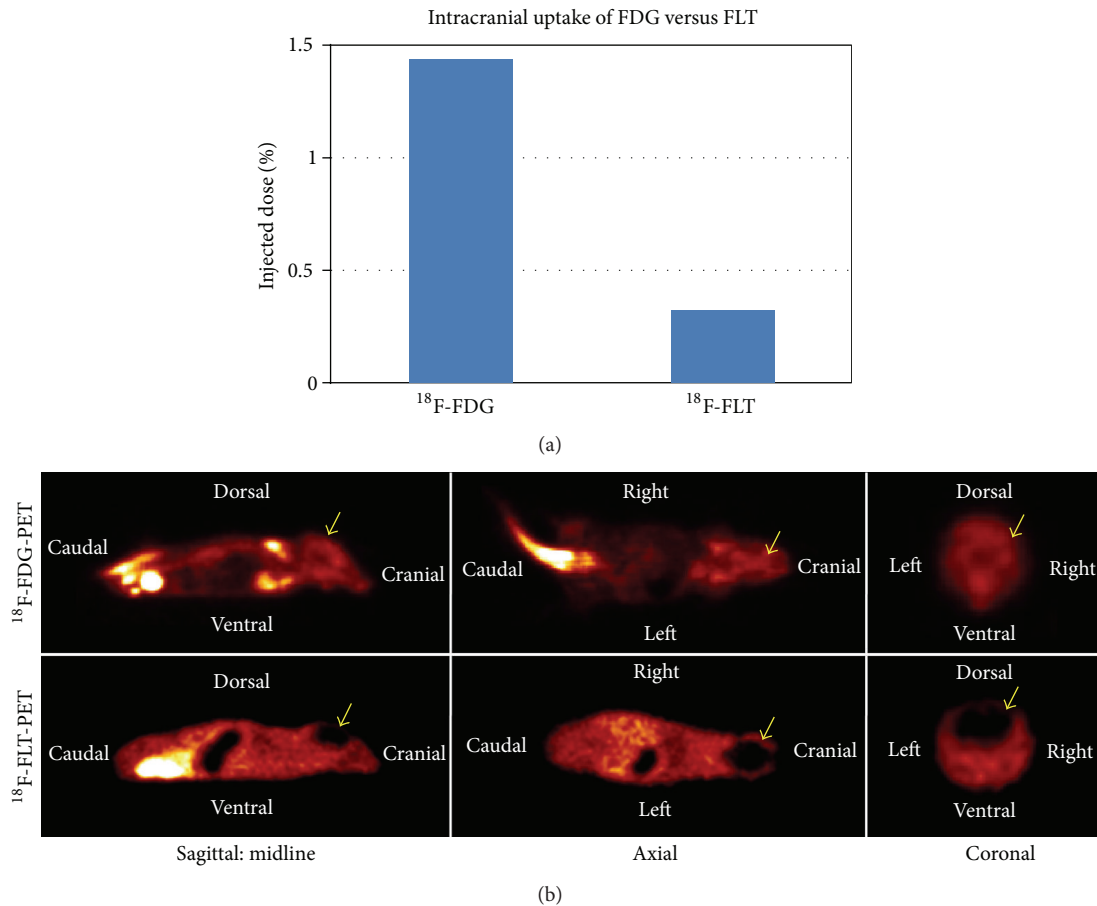 Intracranial uptake of FDG versus FLT
Injected dose (%)
1.5
1
0.5
0
¹⁸F-FDG
¹⁸F-FLT
(a)
¹⁸F-FDG-PET
Dorsal
Caudal
Cranial
Ventral
Right
Caudal
Cranial
Left
Dorsal
Left
Right
Ventral
¹⁸F-FLT-PET
Dorsal
Caudal
Cranial
Ventral
Right
Caudal
Cranial
Left
Dorsal
Left
Right
Ventral
Sagittal: midline
Axial
Coronal
(b)